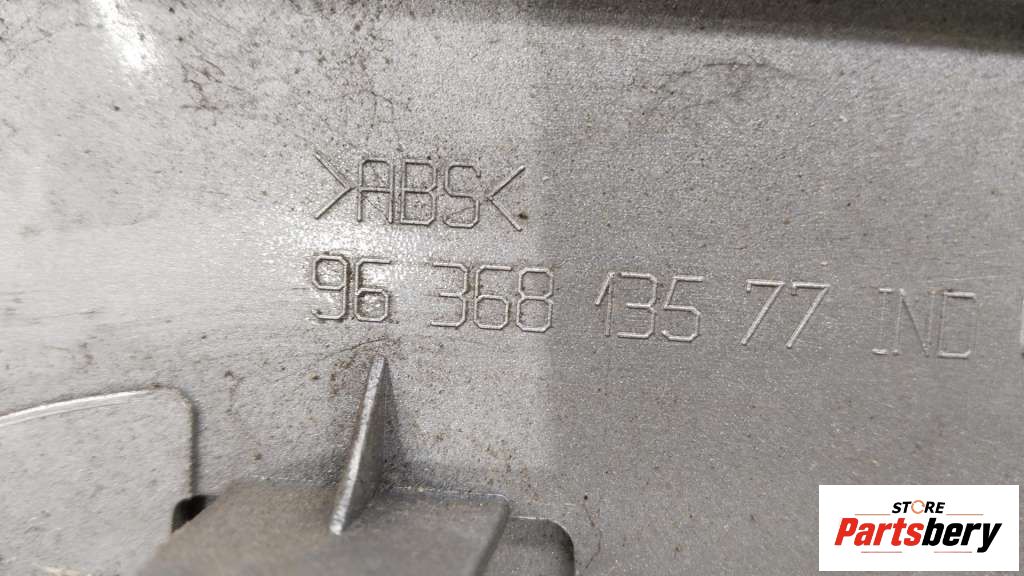 >ABS<
96 368 135 77 IND
STORE
Partsbery